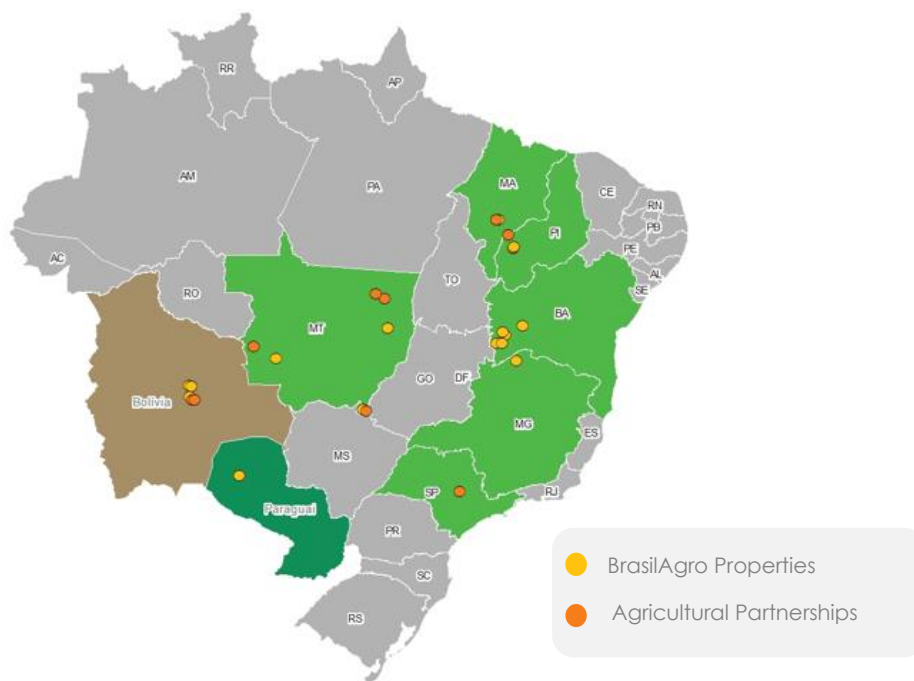 RR
AP
AM
PA
MA
CE
RN
PB
PI
PE
AC
AL
TO
SE
RO
BA
MT
GO
DF
Bolívia
MG
ES
MS
SP
RJ
Paraguai
PR
SC
RS
BrasilAgro Properties
Agricultural Partnerships